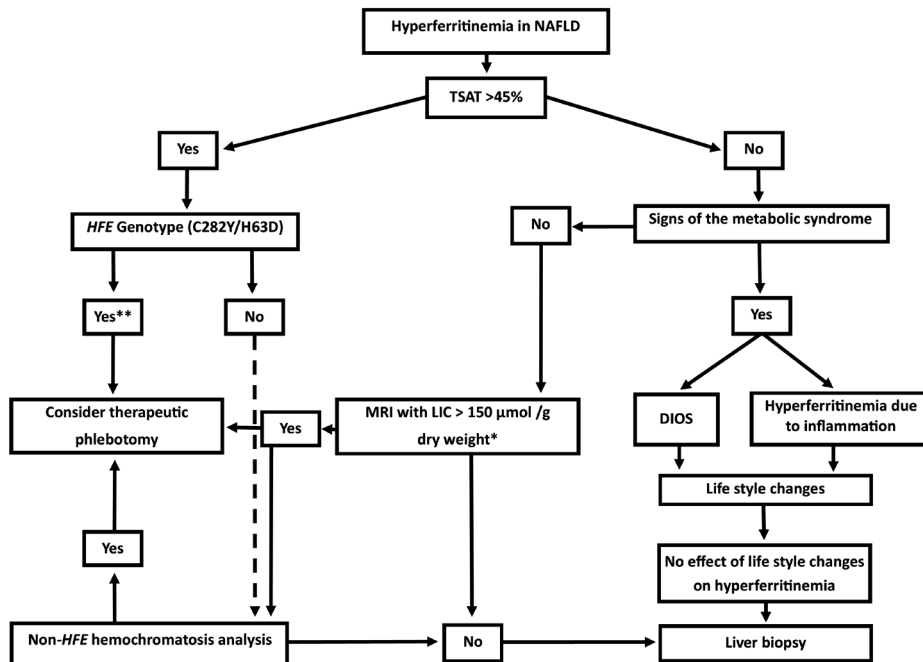 Hyperferritinemia in NAFLD
TSAT >45%
Yes
No
HFE Genotype (C282Y/H63D)
No
Signs of the metabolic syndrome
Yes**
No
Yes
Consider therapeutic
phlebotomy
Yes
MRI with LIC > 150 µmol /g
dry weight*
DIOS
Hyperferritinemia due
to inflammation
Life style changes
Yes
No effect of life style changes
on hyperferritinemia
Non-HFE hemochromatosis analysis
No
Liver biopsy